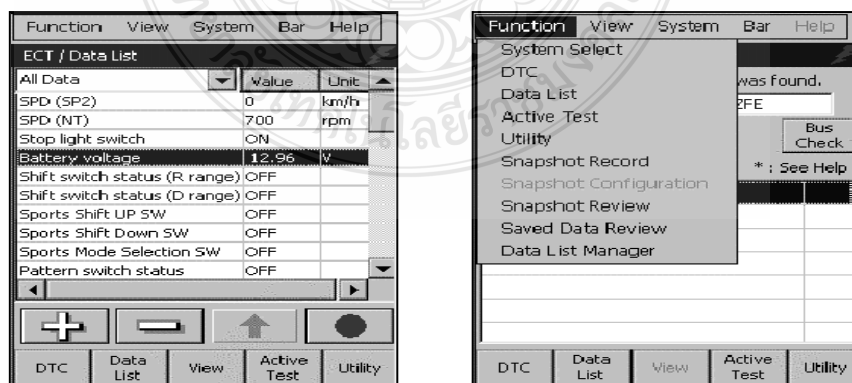 Function View System Bar Help
ECT / Data List
All Data Value Unit
SPD (SP2) 0 km/h
SPD (NT) 700 rpm
Stop light switch ON
Battery voltage 12.96 V
Shift switch status (R range) OFF
Shift switch status (D range) OFF
Sports Shift UP SW OFF
Sports Shift Down SW OFF
Sports Mode Selection SW OFF
Pattern switch status OFF
DTC Data List View Active Test Utility
Function View System Bar Help
System Select
DTC
Data List
Active Test
Utility
Snapshot Record
Snapshot Configuration
Snapshot Review
Saved Data Review
Data List Manager
was found.
ZFE
Bus Check
* : See Help
DTC Data List View Active Test Utility